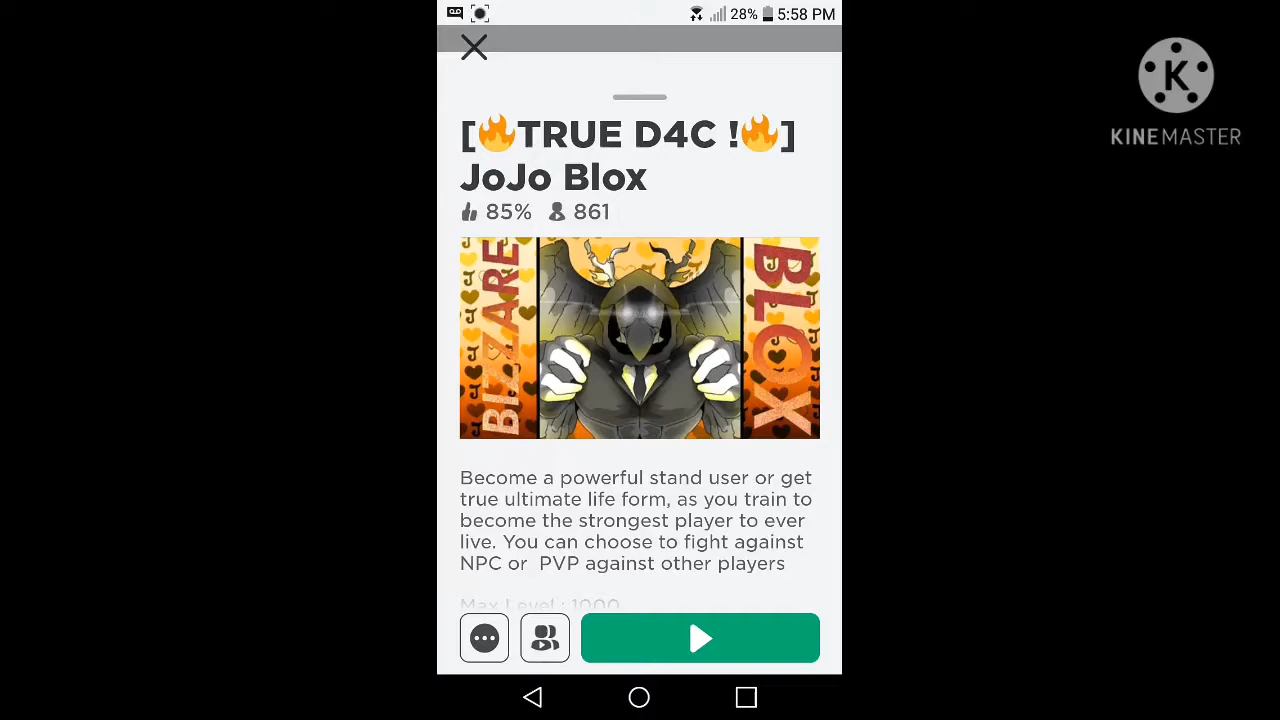 28% 5:58 PM
K
KINEMASTER
[🔥TRUE D4C !🔥]
JoJo Blox
85% 861
BIZZARE
BLOX
Become a powerful stand user or get
true ultimate life form, as you train to
become the strongest player to ever
live. You can choose to fight against
NPC or PVP against other players
Max Level : 1000